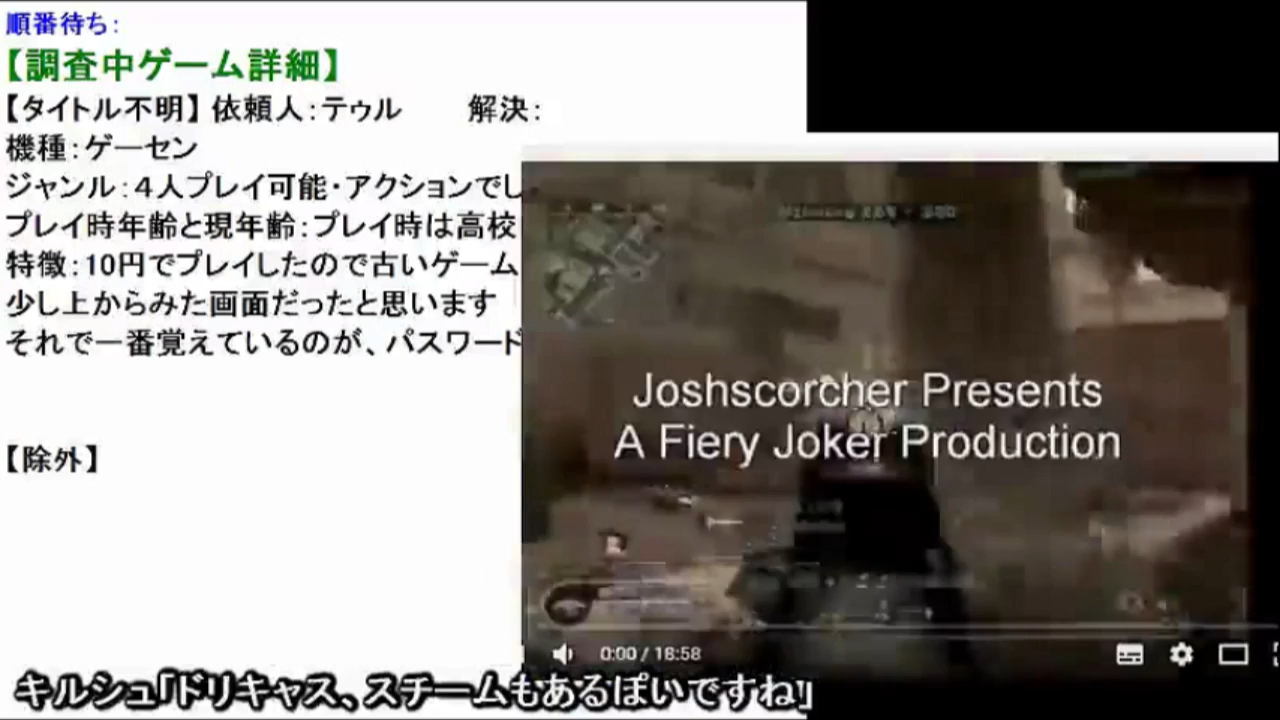 順番待ち：
【調査中ゲーム詳細】
【タイトル不明】 依頼人：テゥル 解決：
機種：ゲーセン
ジャンル：４人プレイ可能・アクションでし
プレイ時年齢と現年齢：プレイ時は高校
特徴：10円でプレイしたので古いゲーム
少し上からみた画面だったと思います
それで一番覚えているのが、パスワード
【除外】
Joshscorcher Presents
A Fiery Joker Production
0:00 / 18:58
キルシュ「ドリキャス、スチームもあるぽいですね」